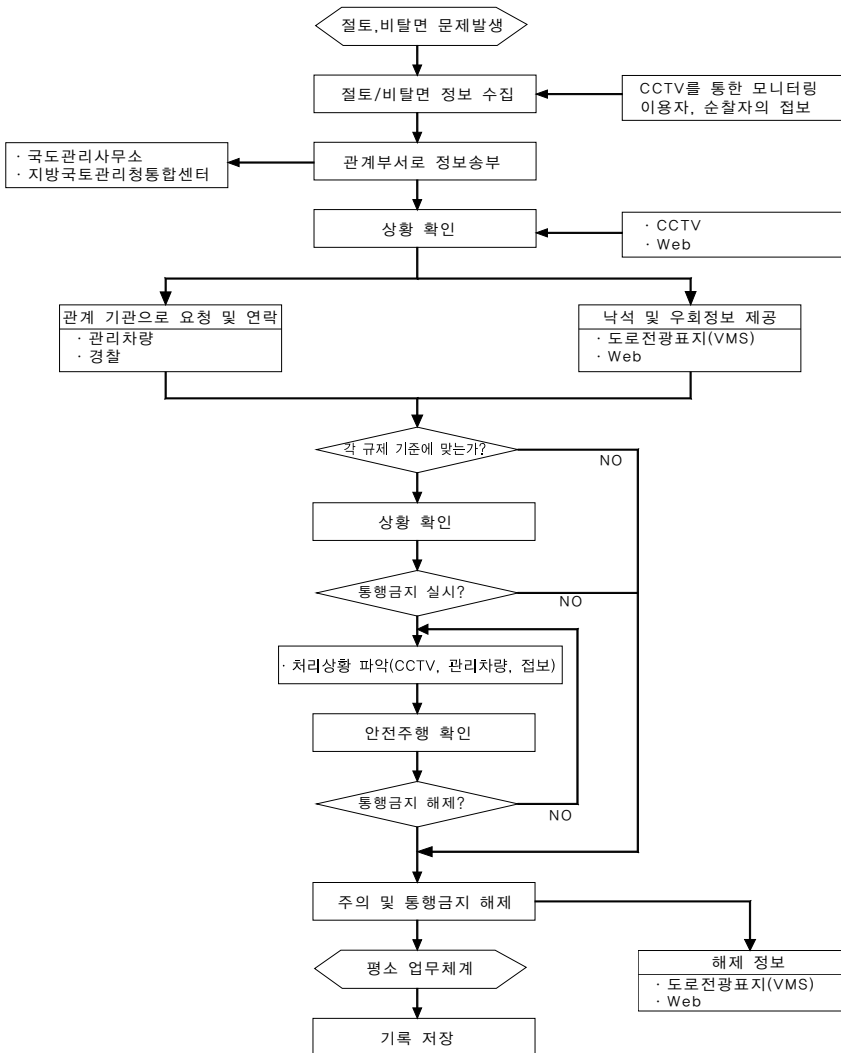 절토,비탈면 문제발생
절토/비탈면 정보 수집
CCTV를 통한 모니터링
이용자, 순찰자의 접보
· 국도관리사무소
· 지방국토관리청통합센터
관계부서로 정보송부
상황 확인
· CCTV
· Web
관계 기관으로 요청 및 연락
· 관리차량
· 경찰
낙석 및 우회정보 제공
· 도로전광표지(VMS)
· Web
각 규제 기준에 맞는가?
NO
상황 확인
통행금지 실시?
NO
· 처리상황 파악(CCTV, 관리차량, 접보)
안전주행 확인
통행금지 해제?
NO
주의 및 통행금지 해제
평소 업무체계
해제 정보
· 도로전광표지(VMS)
· Web
기록 저장